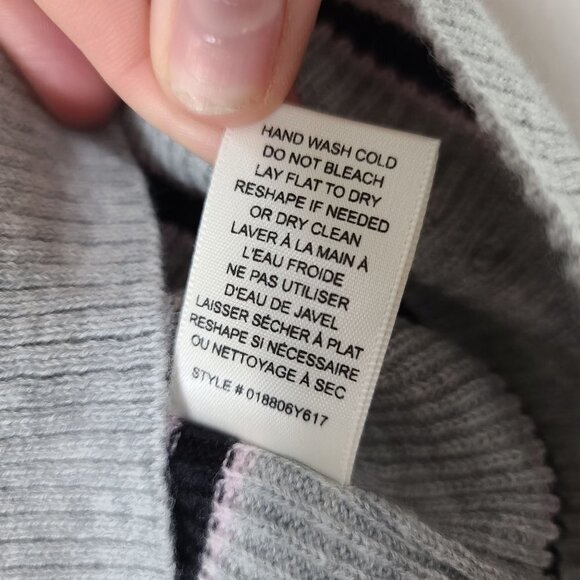 HAND WASH COLD
DO NOT BLEACH
LAY FLAT TO DRY
RESHAPE IF NEEDED
OR DRY CLEAN
LAVER À LA MAIN À
L'EAU FROIDE
NE PAS UTILISER
D'EAU DE JAVEL
LAISSER SÉCHER À PLAT
RESHAPE SI NÉCESSAIRE
OU NETTOYAGE À SEC
STYLE # 018806Y617